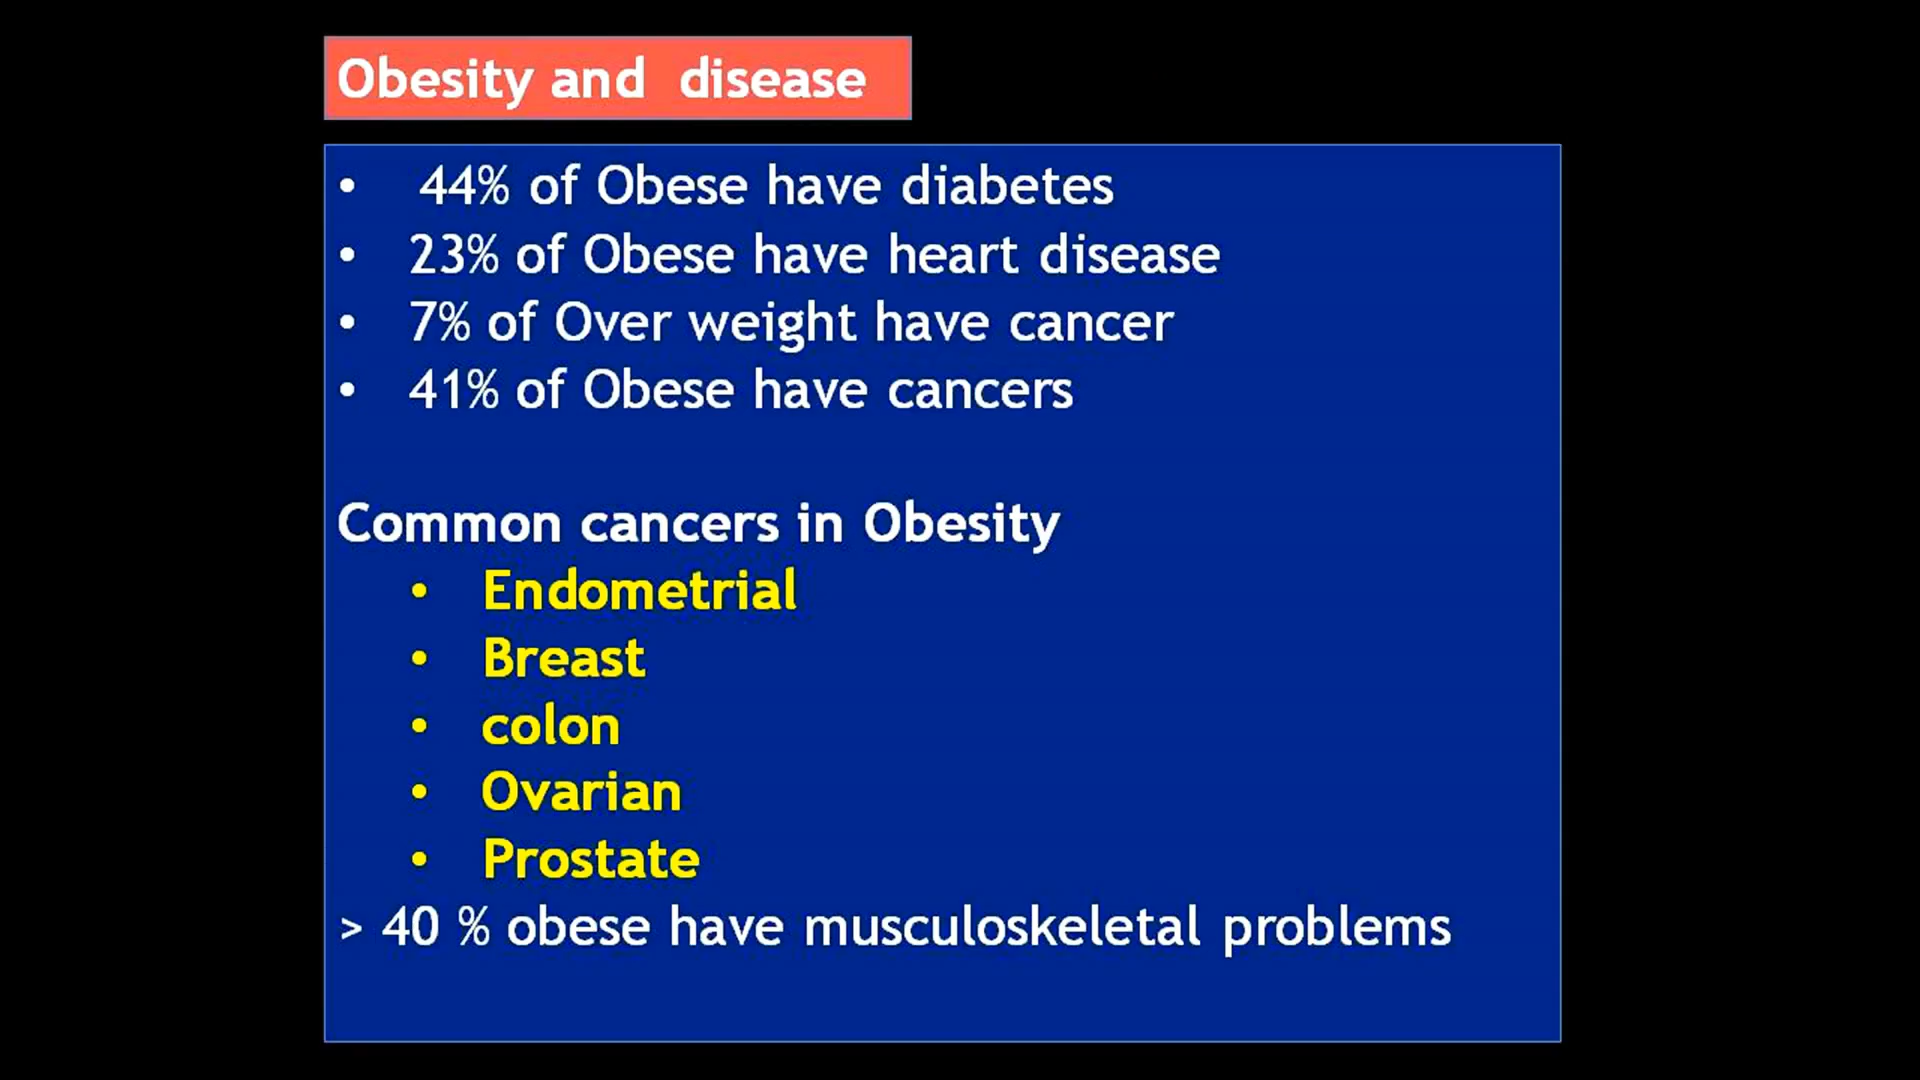 Obesity and disease
• 44% of Obese have diabetes
• 23% of Obese have heart disease
• 7% of Over weight have cancer
• 41% of Obese have cancers
Common cancers in Obesity
• Endometrial
• Breast
• colon
• Ovarian
• Prostate
> 40 % obese have musculoskeletal problems